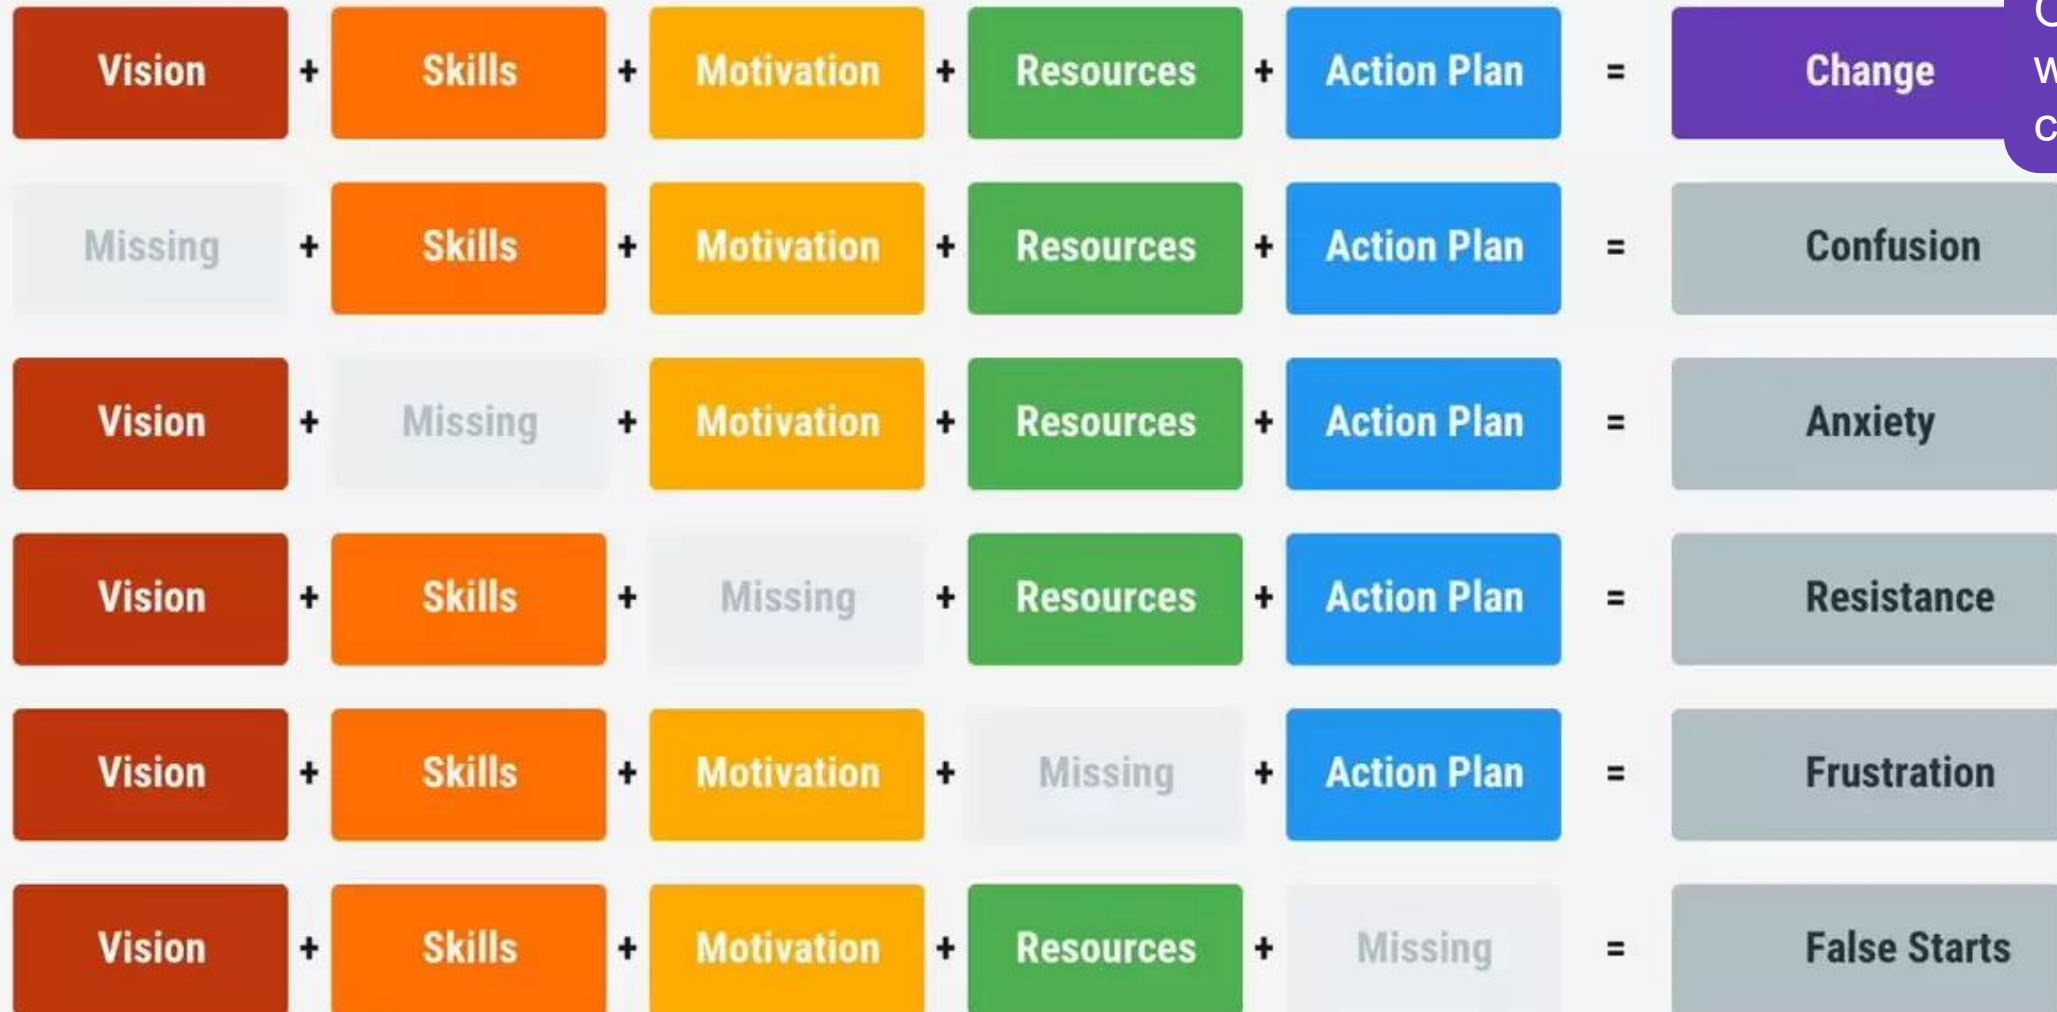 Vision + Skills + Motivation + Resources + Action Plan = Change
Missing + Skills + Motivation + Resources + Action Plan = Confusion
Vision + Missing + Motivation + Resources + Action Plan = Anxiety
Vision + Skills + Missing + Resources + Action Plan = Resistance
Vision + Skills + Motivation + Missing + Action Plan = Frustration
Vision + Skills + Motivation + Resources + Missing = False Starts